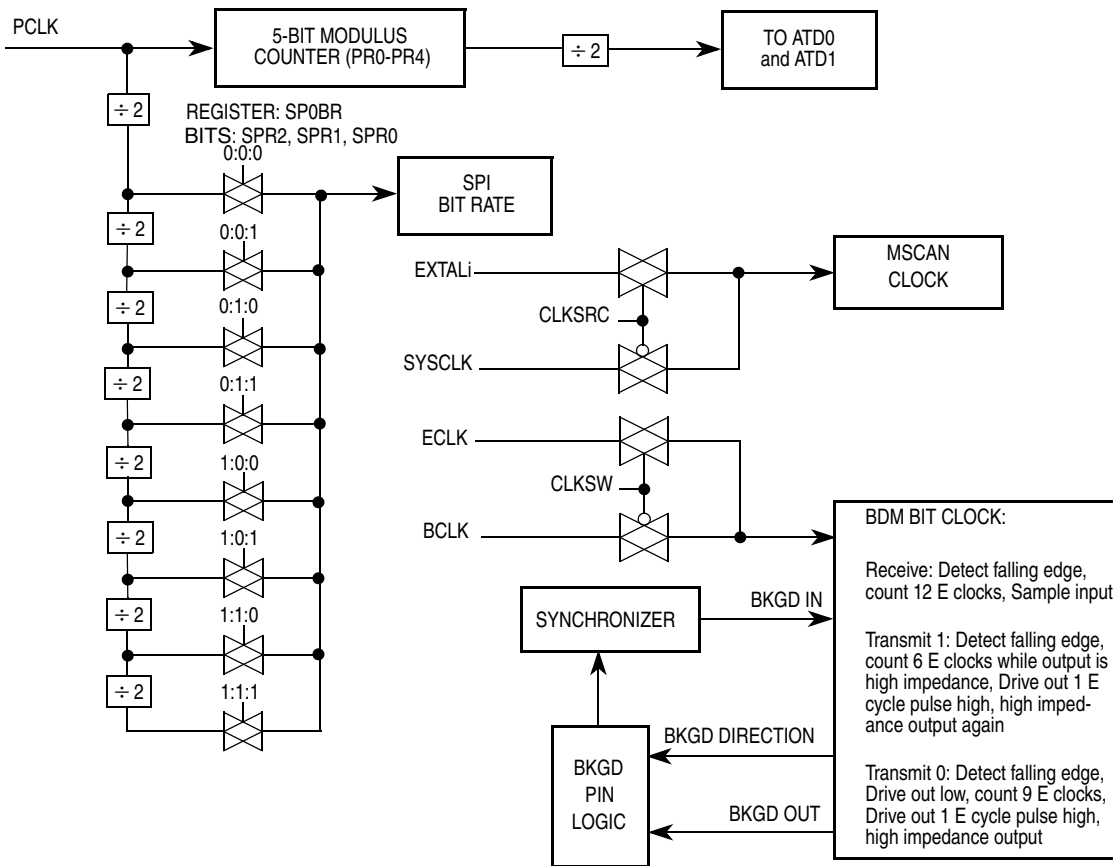 PCLK
5-BIT MODULUS
COUNTER (PR0-PR4)
÷ 2
TO ATD0
and ATD1
÷ 2
REGISTER: SP0BR
BITS: SPR2, SPR1, SPR0
0:0:0
SPI
BIT RATE
÷ 2
0:0:1
÷ 2
0:1:0
÷ 2
0:1:1
÷ 2
1:0:0
÷ 2
1:0:1
÷ 2
1:1:0
÷ 2
1:1:1
EXTALi
MSCAN
CLOCK
CLKSRC
SYSCLK
ECLK
CLKSW
BCLK
BDM BIT CLOCK:
Receive: Detect falling edge,
count 12 E clocks, Sample input
Transmit 1: Detect falling edge,
count 6 E clocks while output is
high impedance, Drive out 1 E
cycle pulse high, high imped-
ance output again
Transmit 0: Detect falling edge,
Drive out low, count 9 E clocks,
Drive out 1 E cycle pulse high,
high impedance output
SYNCHRONIZER
BKGD IN
BKGD DIRECTION
BKGD
PIN
LOGIC
BKGD OUT